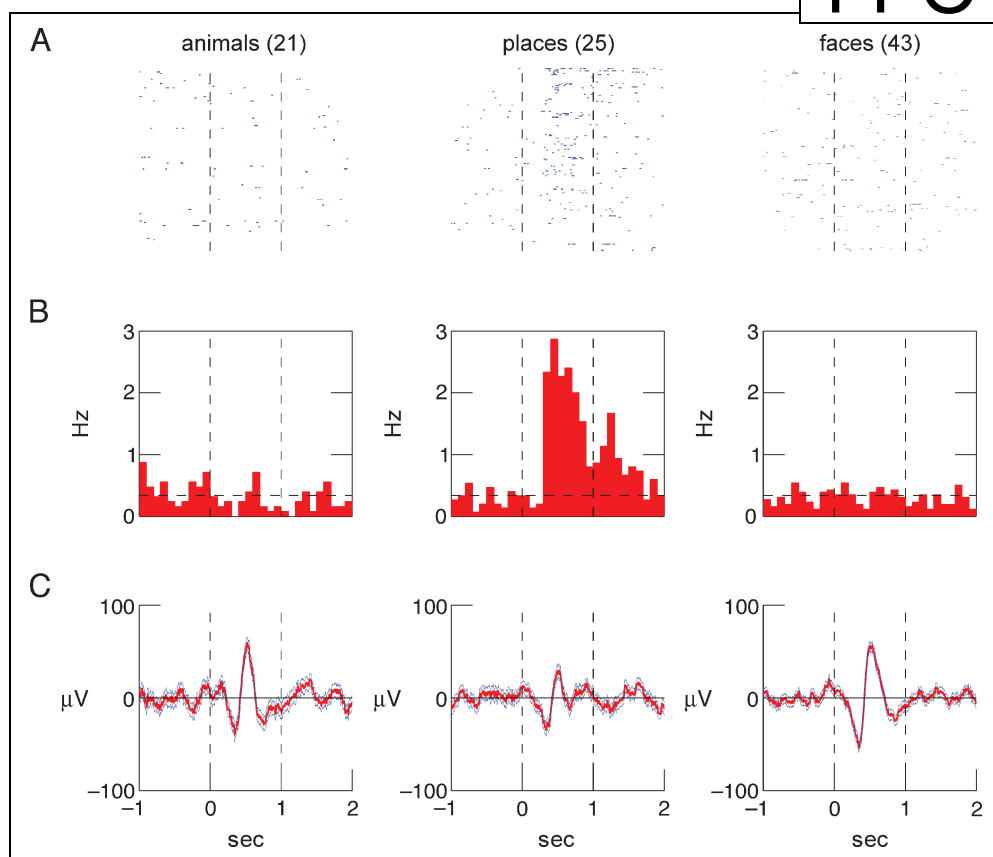 A
animals (21) places (25) faces (43)
B
3 3 3
2 2 2
Hz Hz Hz
1 1 1
0 0 0
C
100 100 100
μV 0 μV 0 μV 0
–100 –100 –100
–1 0 1 2 –1 0 1 2 –1 0 1 2
sec sec sec